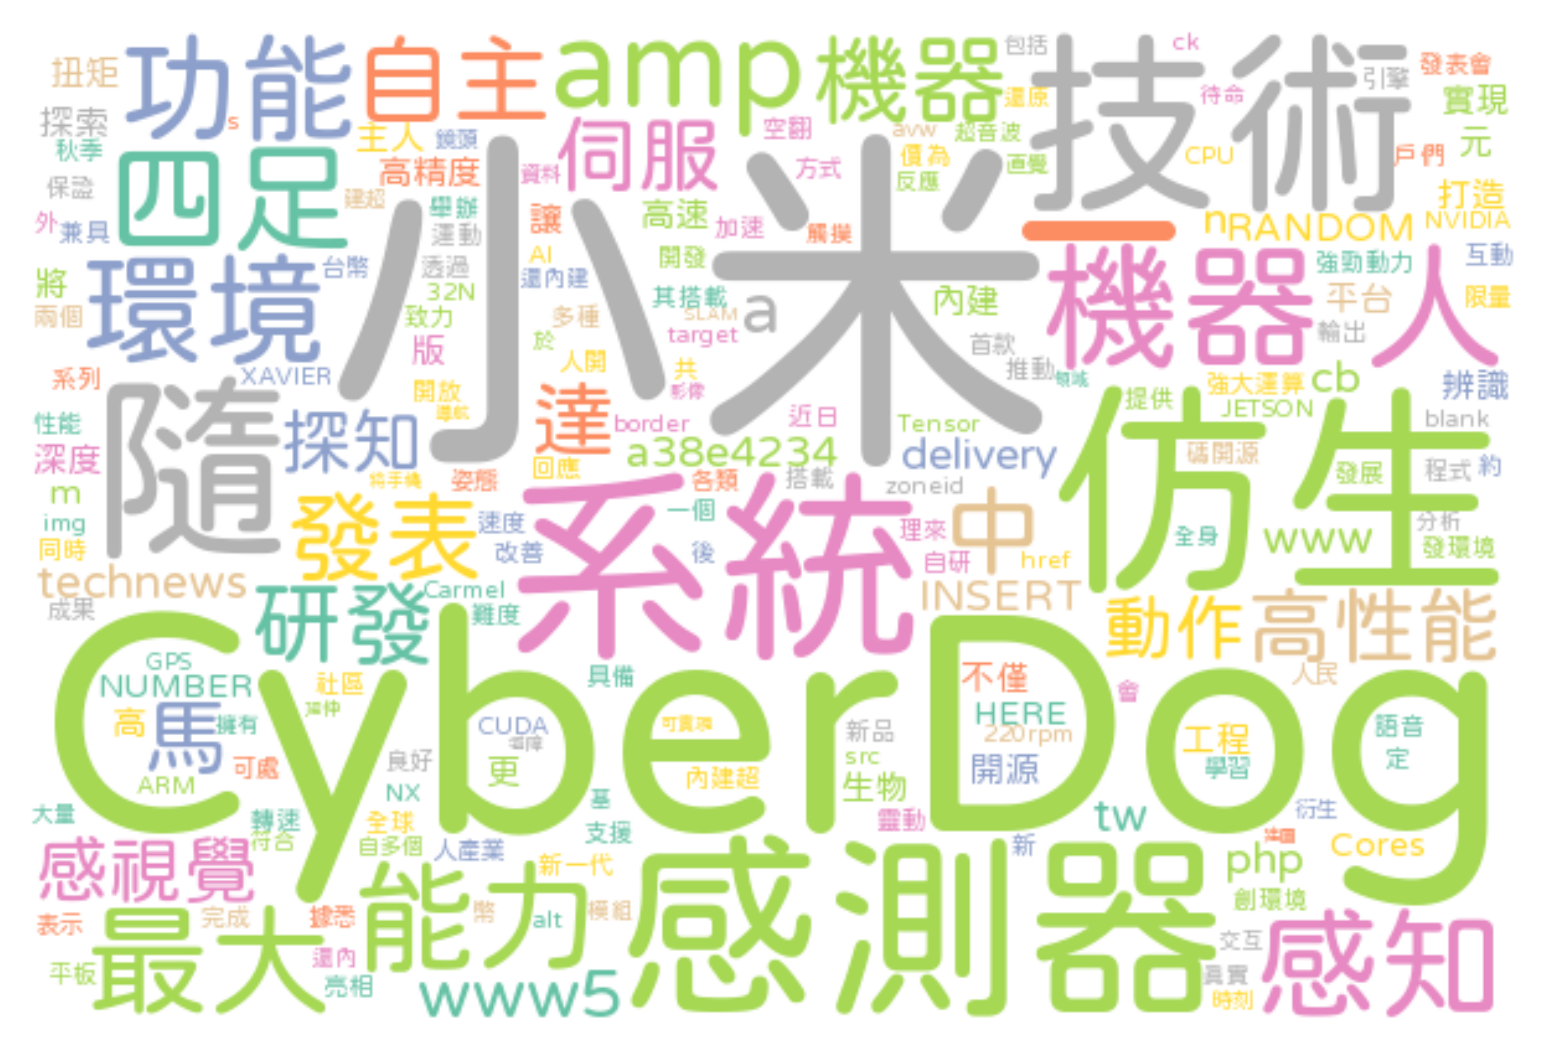 扭矩
功能
自主
amp
機器
包括
技術
ck
引擎
發表會
探索
s
主人
鏡頭
伺服
空翻
avw
超音波
還原
待命
實現
秋季
四足
高精度
資料
方式
價為
反應
直覺
CPU
戶們
元
保證
建超
舉辦
讓
高速
加速
觸摸
一
n
RANDOM
打造
NVIDIA
外
兼具
運動
小米
環境
台幣
透過
AI
還內建
開發
機器人
強勁動力
互動
將
兩個
32N
致力
多種
其搭載
SLAM
a
內建
平台
限量
版
於
target
首款
輸出
系列
XAVIER
開放
導航
人開
共
影像
推動
領域
強大運算
cb
辨識
性能
隨
探知
達
border
近日
Tensor
提供
JETSON
blank
深度
a38e4234
delivery
仿生
碼開源
m
姿態
回應
各類
搭載
zoneid
發展
程式
約
img
發表
速度
系統
一個
理來
中
全身
www
分析
同時
改善
後
自研
href
發環境
technews
Carmel
INSERT
成果
研發
難度
動作
高性能
CyberDog
GPS
NUMBER
社區
具備
不僅
會
人民
高
馬
擁有
CUDA
新品
HERE
220rpm
工程
語音
ARM
可處
良好
更
內建超
src
開源
學習
定
NX
生物
大量
轉速
全球
基
支援
靈動
tw
衍生
感視覺
符合
自多個
人產業
新一代
感測器
新
php
Cores
表示
最大
完成
據悉
能力
幣
alt
模組
創環境
平板
還內
亮相
www5
交互
感知
真實
時刻